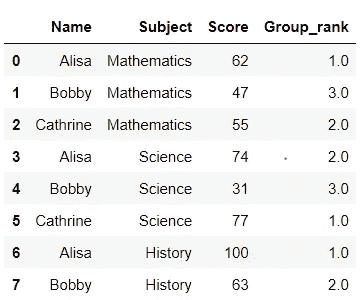 Name Subject Score Group_rank
0 Alisa Mathematics 62 1.0
1 Bobby Mathematics 47 3.0
2 Cathrine Mathematics 55 2.0
3 Alisa Science 74 2.0
4 Bobby Science 31 3.0
5 Cathrine Science 77 1.0
6 Alisa History 100 1.0
7 Bobby History 63 2.0